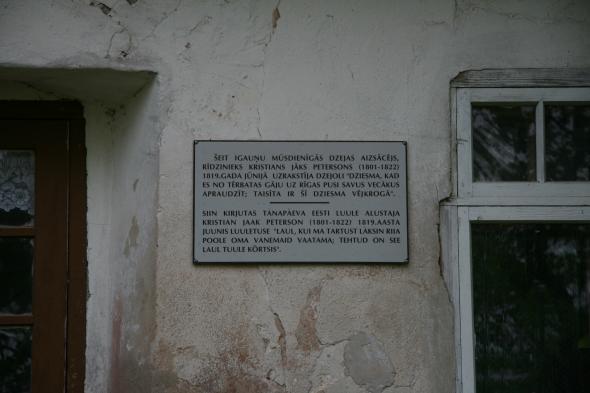 ŠEIT IGAUŅU MŪSDIENĪGĀS DZEJAS AIZSĀCĒJS,
RĪDZINIEKS KRISTIANS JĀKS PETERSONS (1801-1822)
1819.GADA JŪNIJĀ UZRAKSTĪJA DZEJOLI "DZIESMA, KAD
ES NO TĒRBATAS GĀJU UZ RĪGAS PUSI SAVUS VECĀKUS
APRAUDZĪT; TAISĪTA IR ŠĪ DZIESMA VĒJKROGĀ".
SIIN KIRJUTAS TÄNAPÄEVA EESTI LUULE ALUSTAJA
KRISTIAN JAAK PETERSON (1801-1822) 1819.AASTA
JUUNIS LUULETUSE "LAUL, KUI MA TARTUST LÄKSIN RIIA
POOLE OMA VANEMAID VAATAMA; TEHTUD ON SEE
LAUL TUULE KÕRTSIS".